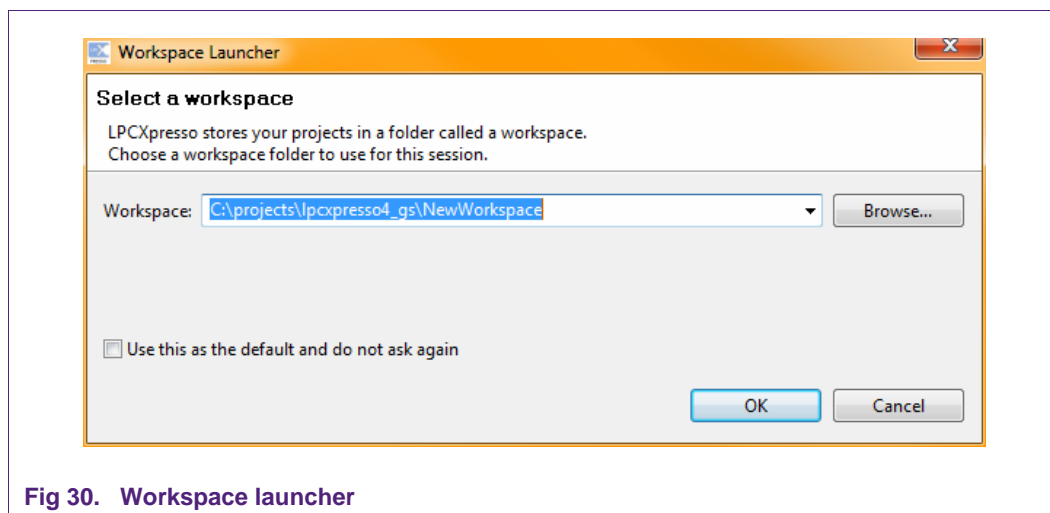 Workspace Launcher
Select a workspace
LPCXpresso stores your projects in a folder called a workspace.
Choose a workspace folder to use for this session.
Workspace: C:\projects\lpcxpresso4_gs\NewWorkspace Browse...
Use this as the default and do not ask again
OK Cancel
Fig 30. Workspace launcher